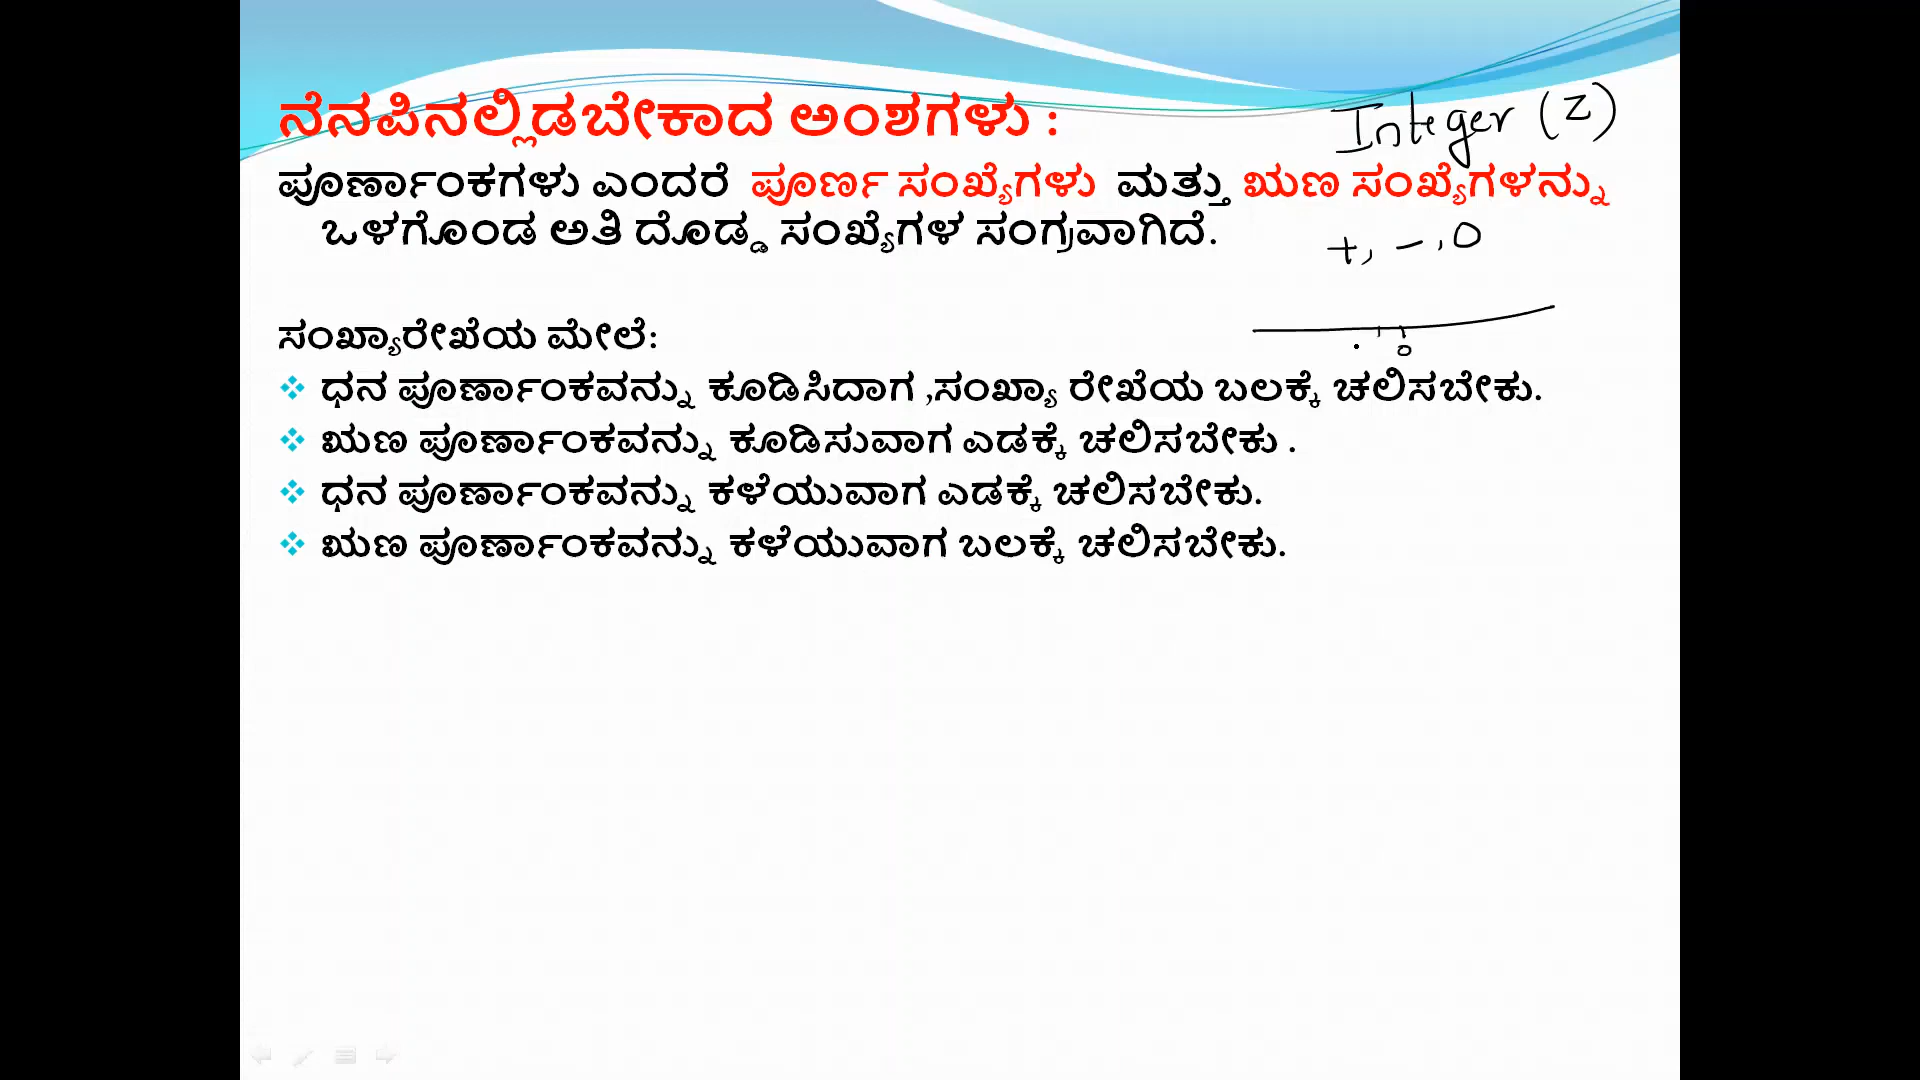 ನೆನಪಿನಲ್ಲಿಡಬೇಕಾದ ಅಂಶಗಳು :
Integer (Z)
ಪೂರ್ಣಾಂಕಗಳು ಎಂದರೆ ಪೂರ್ಣ ಸಂಖ್ಯೆಗಳು ಮತ್ತು ಋಣ ಸಂಖ್ಯೆಗಳನ್ನು
ಒಳಗೊಂಡ ಅತಿ ದೊಡ್ಡ ಸಂಖ್ಯೆಗಳ ಸಂಗ್ರವಾಗಿದೆ.
+, -, 0
ಸಂಖ್ಯಾರೇಖೆಯ ಮೇಲೆ:
0
ಧನ ಪೂರ್ಣಾಂಕವನ್ನು ಕೂಡಿಸಿದಾಗ ,ಸಂಖ್ಯಾ ರೇಖೆಯ ಬಲಕ್ಕೆ ಚಲಿಸಬೇಕು.
ಋಣ ಪೂರ್ಣಾಂಕವನ್ನು ಕೂಡಿಸುವಾಗ ಎಡಕ್ಕೆ ಚಲಿಸಬೇಕು .
ಧನ ಪೂರ್ಣಾಂಕವನ್ನು ಕಳೆಯುವಾಗ ಎಡಕ್ಕೆ ಚಲಿಸಬೇಕು.
ಋಣ ಪೂರ್ಣಾಂಕವನ್ನು ಕಳೆಯುವಾಗ ಬಲಕ್ಕೆ ಚಲಿಸಬೇಕು.